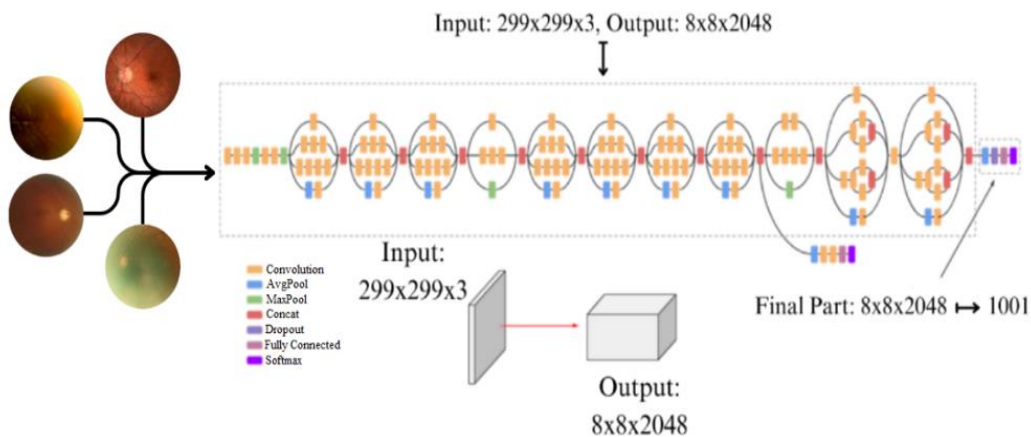 Input: 299x299x3, Output: 8x8x2048
Input:
299x299x3
Convolution
AvgPool
MaxPool
Concat
Dropout
Fully Connected
Softmax
Final Part: 8x8x2048 ↦ 1001
Output:
8x8x2048